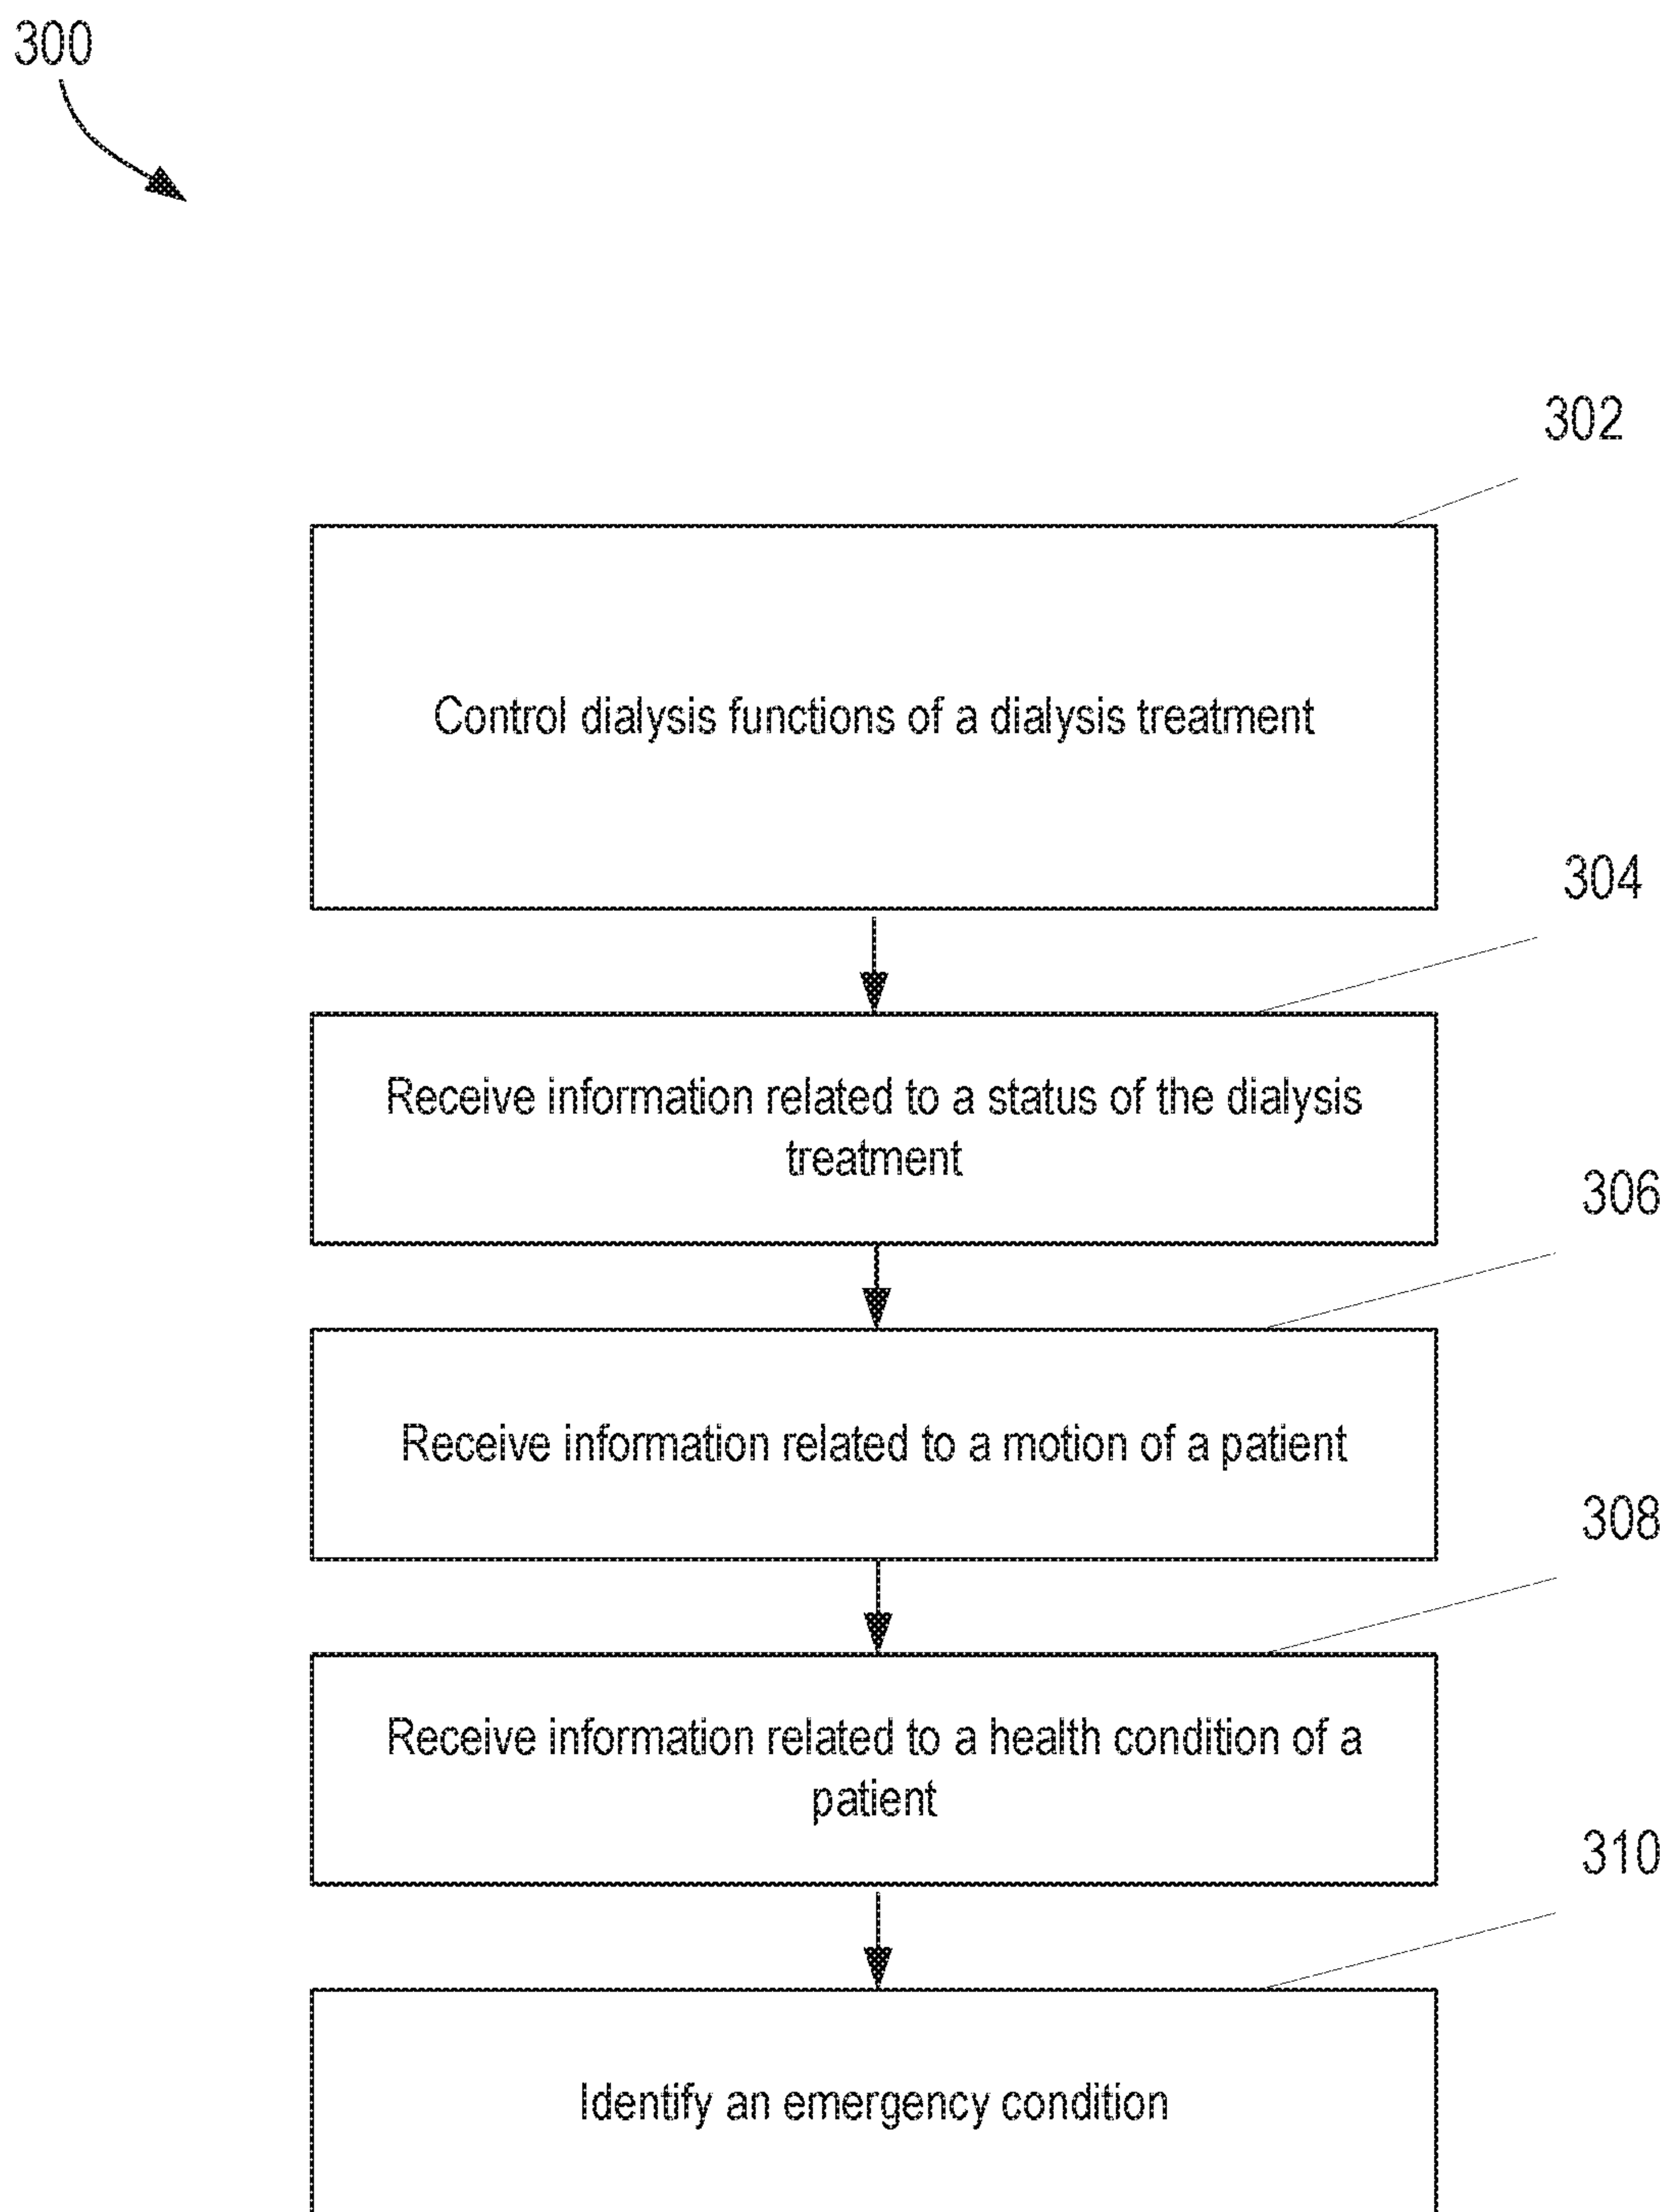 300
302
Control dialysis functions of a dialysis treatment
304
Receive information related to a status of the dialysis
treatment
306
Receive information related to a motion of a patient
308
Receive information related to a health condition of a
patient
310
Identify an emergency condition